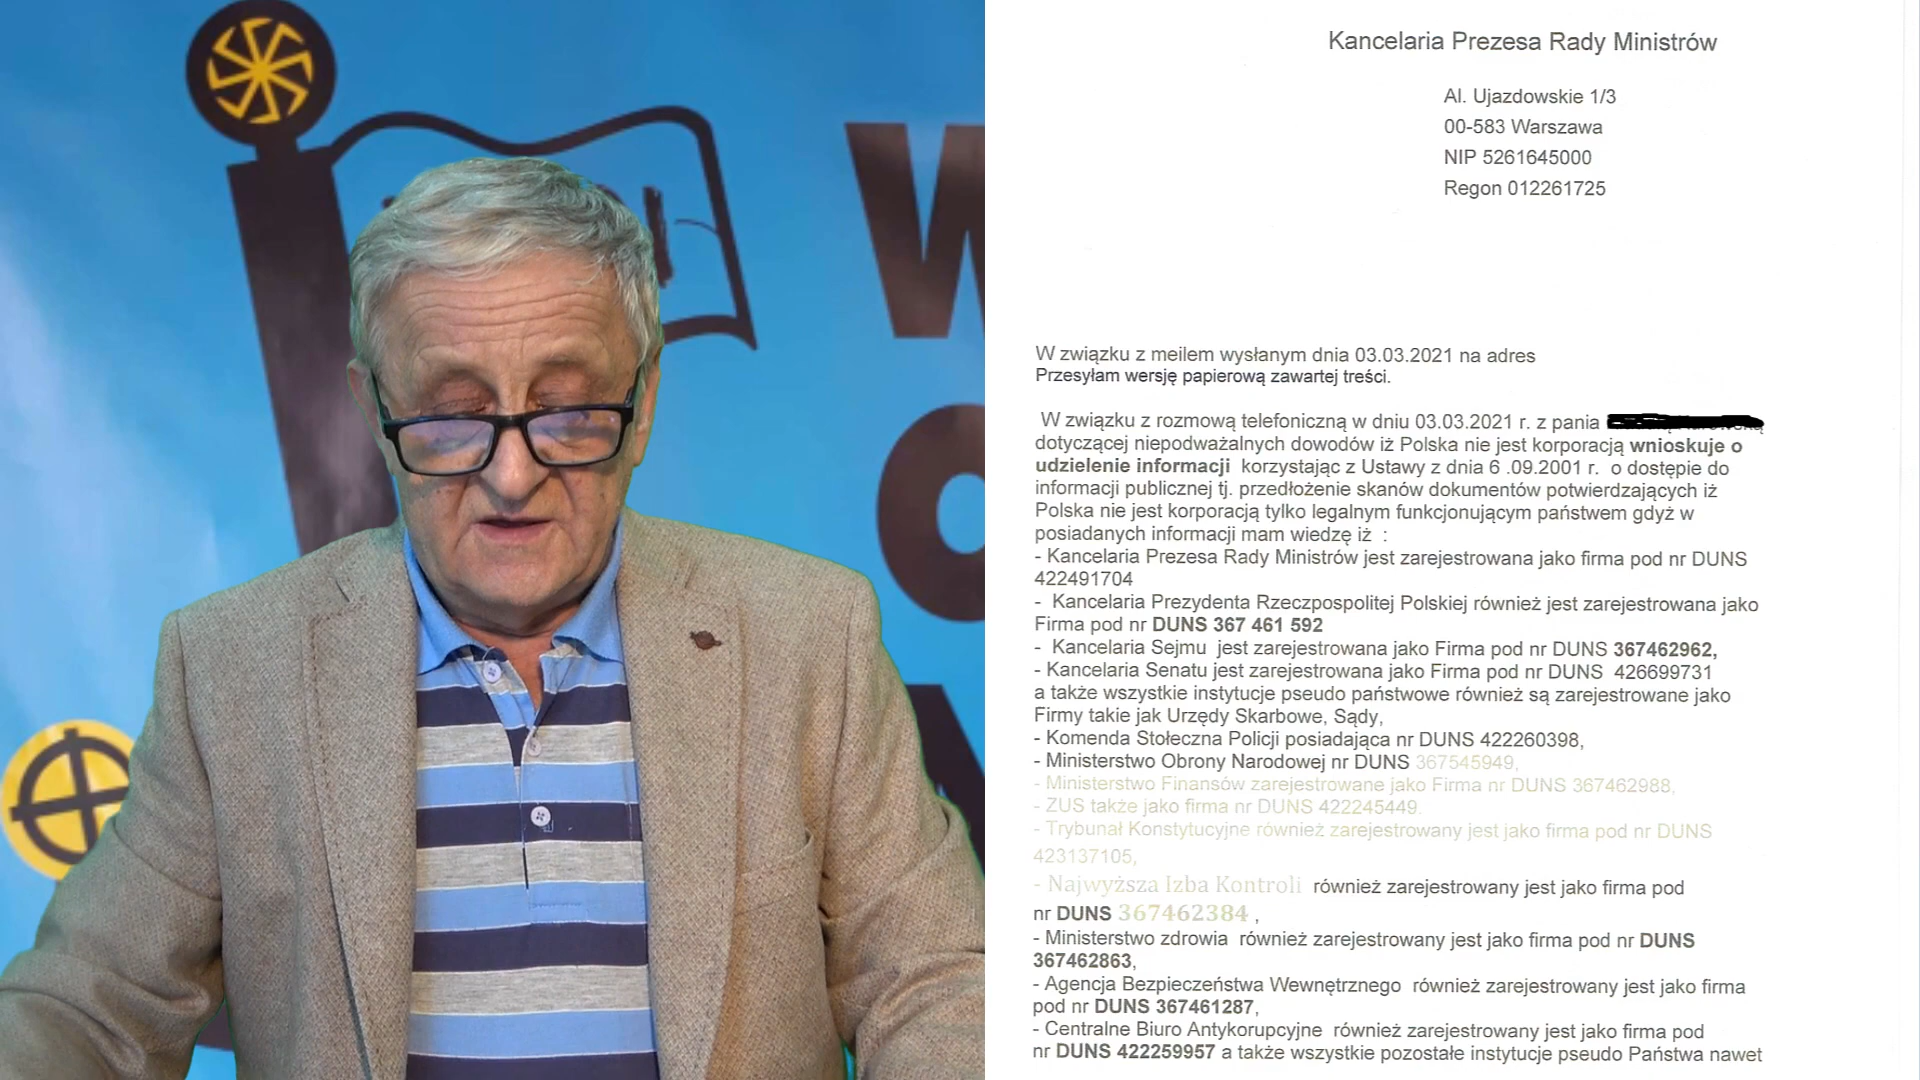 W
O
Kancelaria Prezesa Rady Ministrów
Al. Ujazdowskie 1/3
00-583 Warszawa
NIP 5261645000
Regon 012261725
W związku z meilem wysłanym dnia 03.03.2021 na adres
Przesyłam wersję papierową zawartej treści.
W związku z rozmową telefoniczną w dniu 03.03.2021 r. z pania
dotyczącej niepodważalnych dowodów iż Polska nie jest korporacją wnioskuje o
udzielenie informacji korzystając z Ustawy z dnia 6 .09.2001 r. o dostępie do
informacji publicznej tj. przedłożenie skanów dokumentów potwierdzających iż
Polska nie jest korporacją tylko legalnym funkcjonującym państwem gdyż w
posiadanych informacji mam wiedzę iż :
- Kancelaria Prezesa Rady Ministrów jest zarejestrowana jako firma pod nr DUNS
422491704
- Kancelaria Prezydenta Rzeczpospolitej Polskiej również jest zarejestrowana jako
Firma pod nr DUNS 367 461 592
- Kancelaria Sejmu jest zarejestrowana jako Firma pod nr DUNS 367462962,
- Kancelaria Senatu jest zarejestrowana jako Firma pod nr DUNS 426699731
a także wszystkie instytucje pseudo państwowe również są zarejestrowane jako
Firmy takie jak Urzędy Skarbowe, Sądy,
- Komenda Stołeczna Policji posiadająca nr DUNS 422260398,
- Ministerstwo Obrony Narodowej nr DUNS 367545949,
- Ministerstwo Finansów zarejestrowane jako Firma nr DUNS 367462988,
- ZUS także jako firma nr DUNS 422245449.
- Trybunał Konstytucyjne również zarejestrowany jest jako firma pod nr DUNS
423137105,
- Najwyższa Izba Kontroli również zarejestrowany jest jako firma pod
nr DUNS 367462384 ,
- Ministerstwo zdrowia również zarejestrowany jest jako firma pod nr DUNS
367462863,
- Agencja Bezpieczeństwa Wewnętrznego również zarejestrowany jest jako firma
pod nr DUNS 367461287,
- Centralne Biuro Antykorupcyjne również zarejestrowany jest jako firma pod
nr DUNS 422259957 a także wszystkie pozostałe instytucje pseudo Państwa nawet